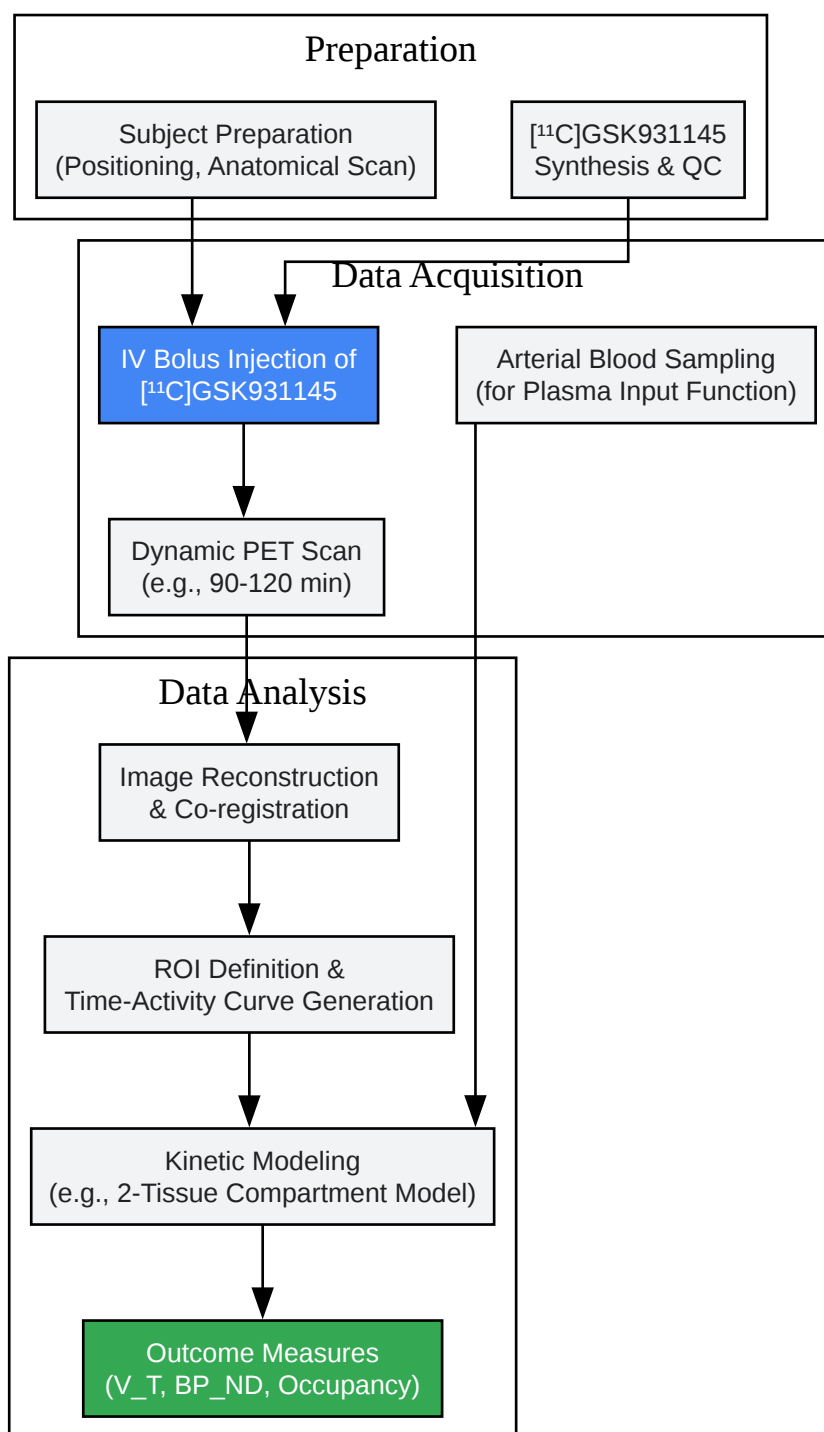 Preparation
Subject Preparation
(Positioning, Anatomical Scan)
[¹¹C]GSK931145
Synthesis & QC
Data Acquisition
IV Bolus Injection of
[¹¹C]GSK931145
Arterial Blood Sampling
(for Plasma Input Function)
Dynamic PET Scan
(e.g., 90-120 min)
Data Analysis
Image Reconstruction
& Co-registration
ROI Definition &
Time-Activity Curve Generation
Kinetic Modeling
(e.g., 2-Tissue Compartment Model)
Outcome Measures
(V_T, BP_ND, Occupancy)